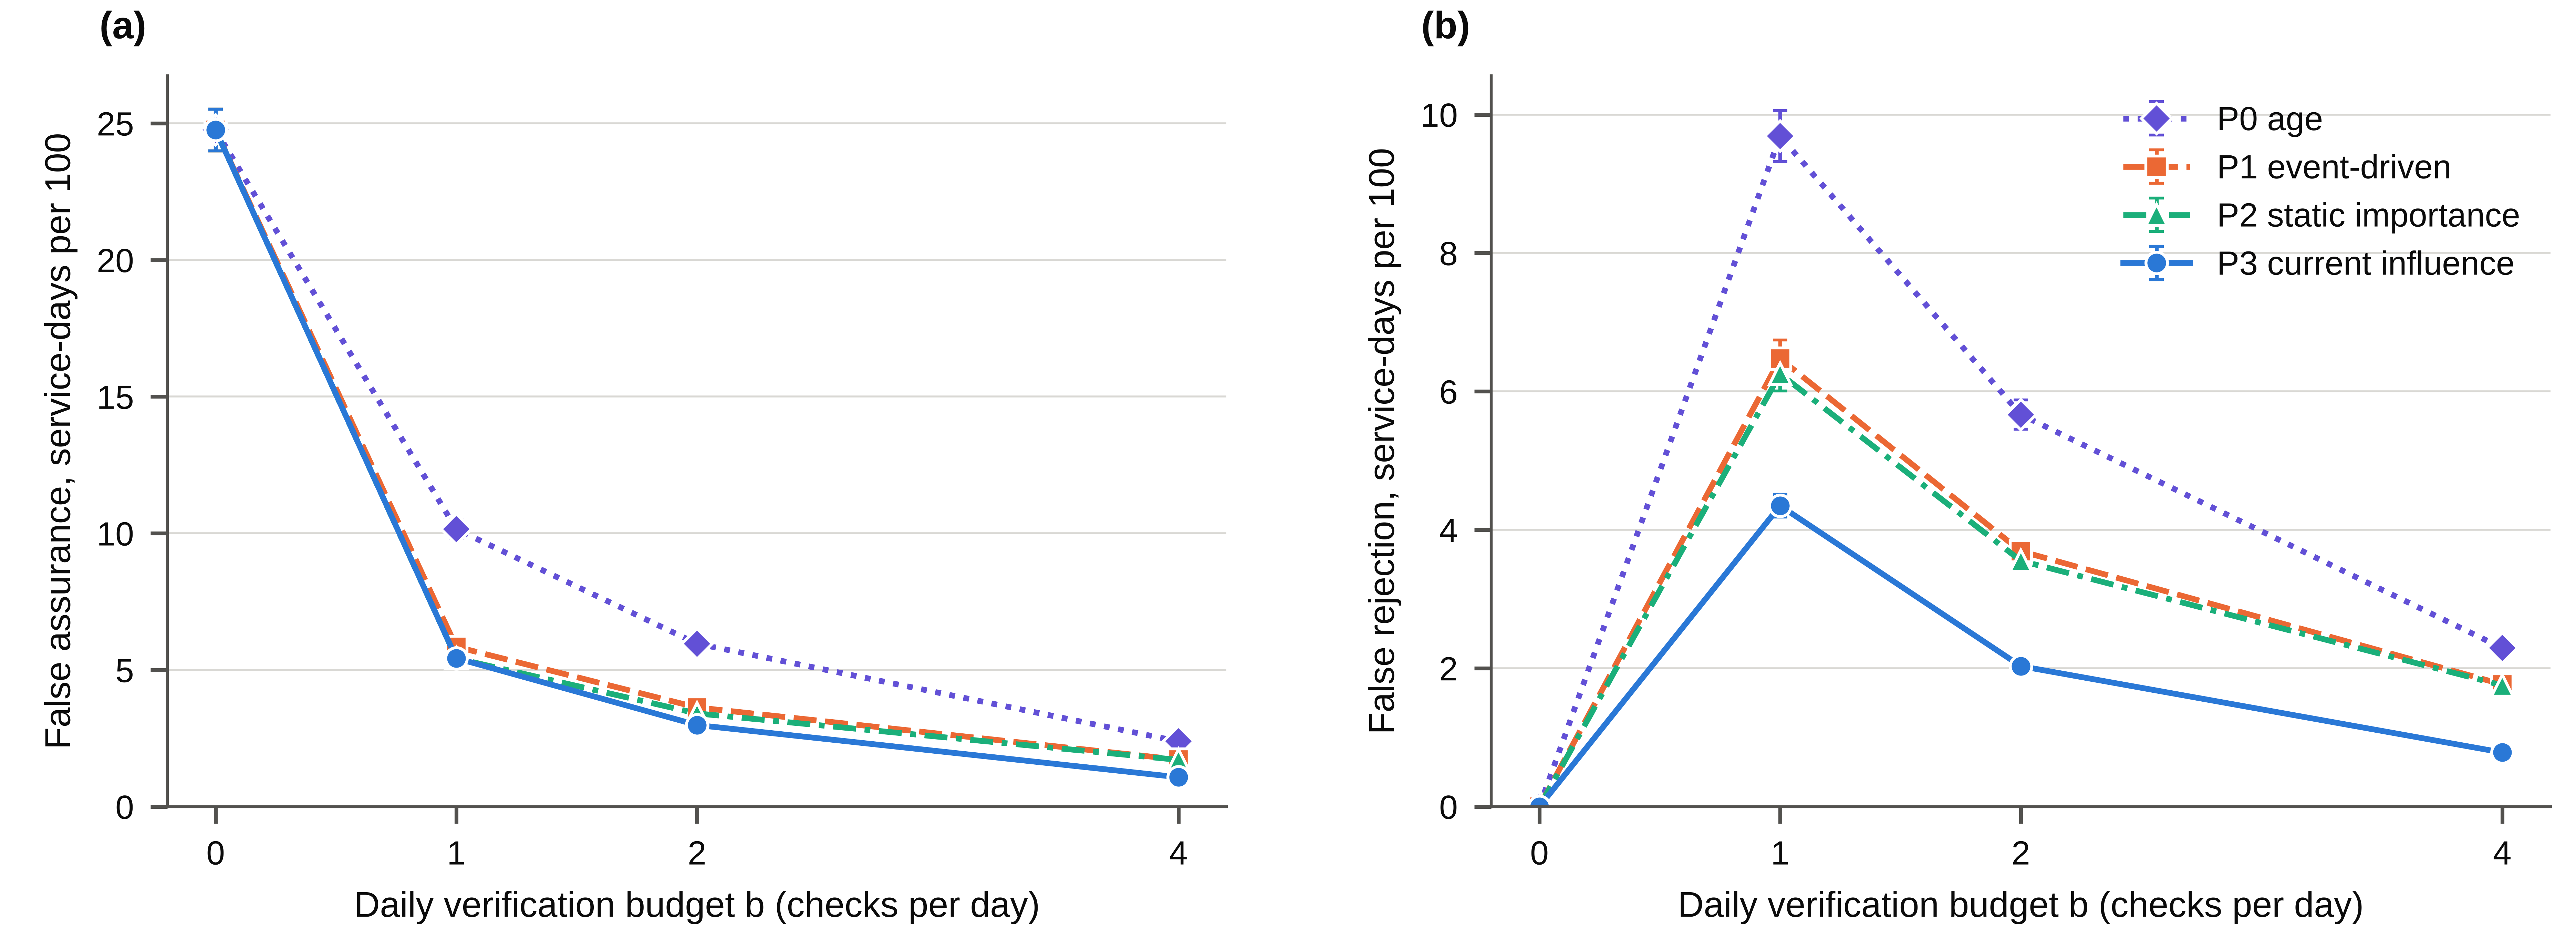 (a)
False assurance, service-days per 100
25
20
15
10
5
0
0
1
2
4
Daily verification budget b (checks per day)
(b)
False rejection, service-days per 100
10
8
6
4
2
0
0
1
2
4
Daily verification budget b (checks per day)
P0 age
P1 event-driven
P2 static importance
P3 current influence